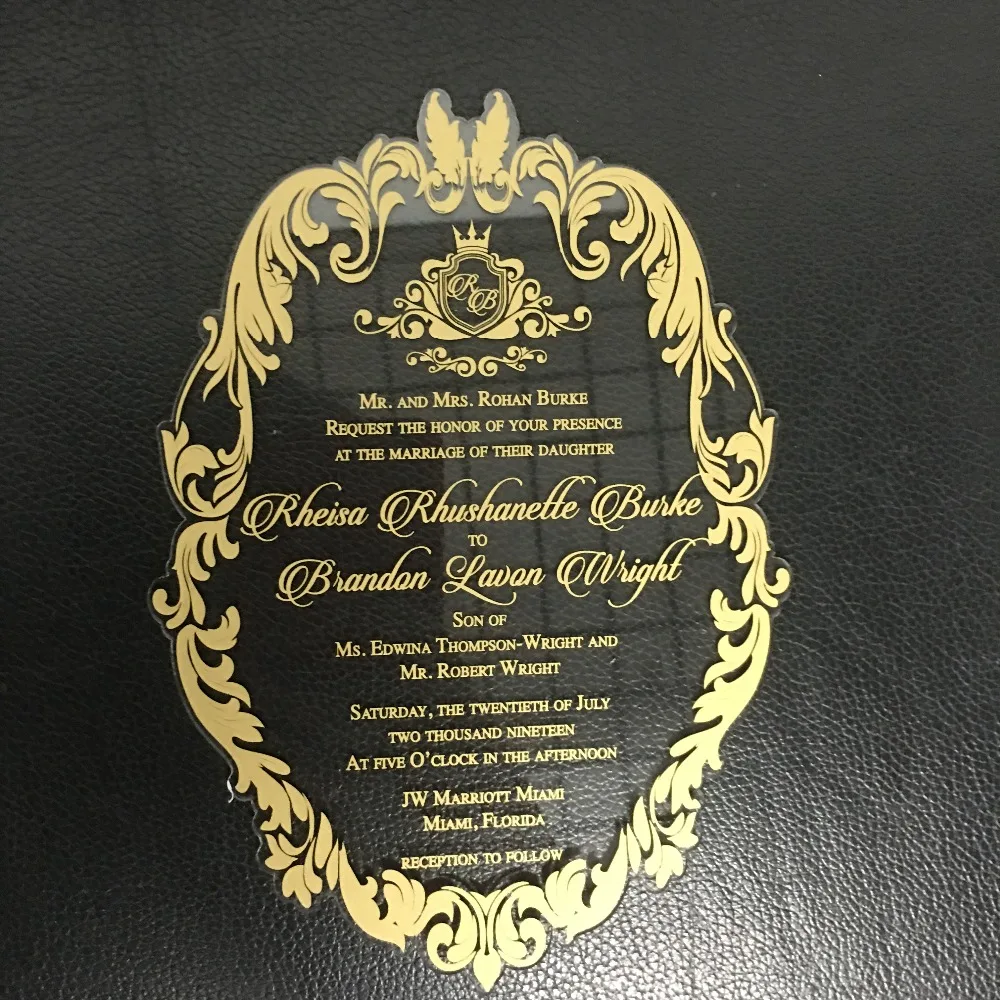 RB
Mr. and Mrs. Rohan Burke
Request the honor of your presence
at the marriage of their daughter
Rheisa Rhushanette Burke
to
Brandon Lavon Wright
Son of
Ms. Edwina Thompson-Wright and
Mr. Robert Wright
Saturday, the twentieth of July
two thousand nineteen
At five O'clock in the afternoon
JW Marriott Miami
Miami, Florida
reception to follow